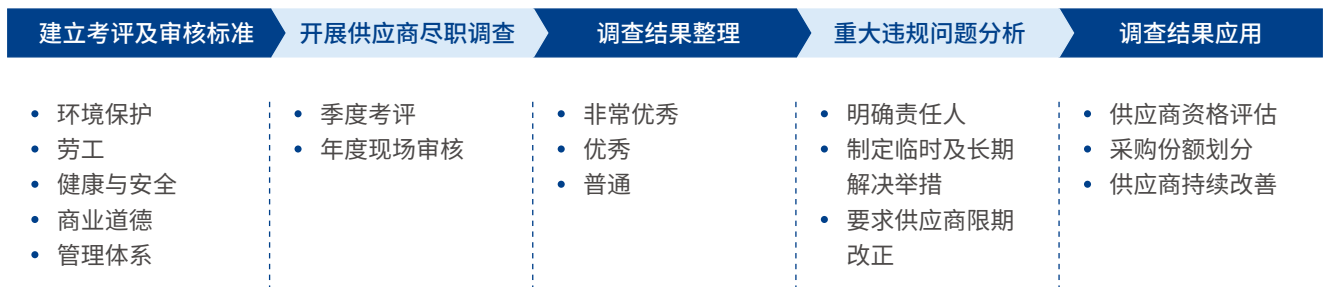 建立考评及审核标准
开展供应商尽职调查
调查结果整理
重大违规问题分析
调查结果应用
• 环境保护
• 劳工
• 健康与安全
• 商业道德
• 管理体系
• 季度考评
• 年度现场审核
• 非常优秀
• 优秀
• 普通
• 明确责任人
• 制定临时及长期
解决举措
• 要求供应商限期
改正
• 供应商资格评估
• 采购份额划分
• 供应商持续改善